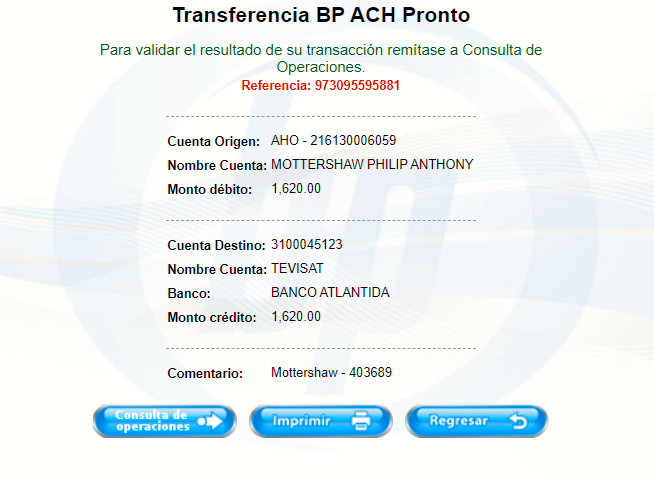 Transferencia BP ACH Pronto
Para validar el resultado de su transacción remítase a Consulta de
Operaciones.
Referencia: 973095595881
Cuenta Origen: AHO - 216130006059
Nombre Cuenta: MOTTERSHAW PHILIP ANTHONY
Monto débito: 1,620.00
Cuenta Destino: 3100045123
Nombre Cuenta: TEVISAT
Banco: BANCO ATLANTIDA
Monto crédito: 1,620.00
Comentario: Mottershaw - 403689
Consulta de
operaciones
Imprimir
Regresar